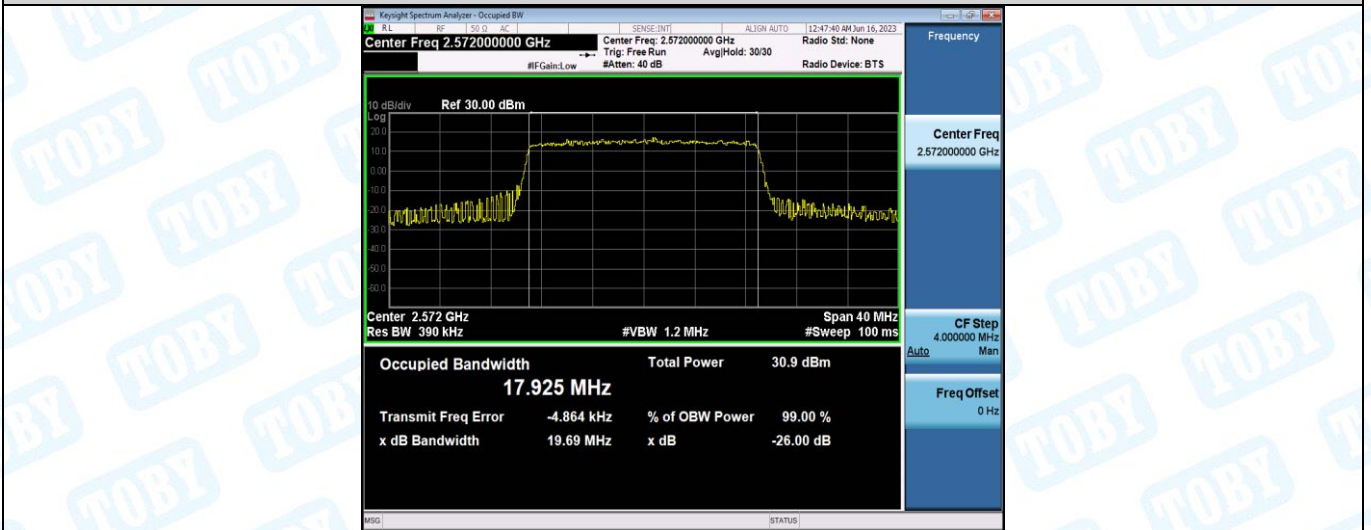 Keysight Spectrum Analyzer - Occupied BW
RL RF 50 Ω AC SENSE:INT ALIGN AUTO 12:47:40 AM Jun 16, 2023
Center Freq 2.572000000 GHz
Center Freq: 2.572000000 GHz
Radio Std: None
Trig: Free Run Avg|Hold: 30/30
#IFGain:Low
#Atten: 40 dB
Radio Device: BTS
Frequency
10 dB/div Ref 30.00 dBm
Log
20.0
10.0
0.00
-10.0
-20.0
-30.0
-40.0
-50.0
-60.0
Center 2.572 GHz Span 40 MHz
Res BW 390 kHz #VBW 1.2 MHz #Sweep 100 ms
Center Freq
2.572000000 GHz
CF Step
4.000000 MHz
Auto Man
Freq Offset
0 Hz
Occupied Bandwidth Total Power 30.9 dBm
17.925 MHz
Transmit Freq Error -4.864 kHz % of OBW Power 99.00 %
x dB Bandwidth 19.69 MHz x dB -26.00 dB
MSG STATUS
TOBY